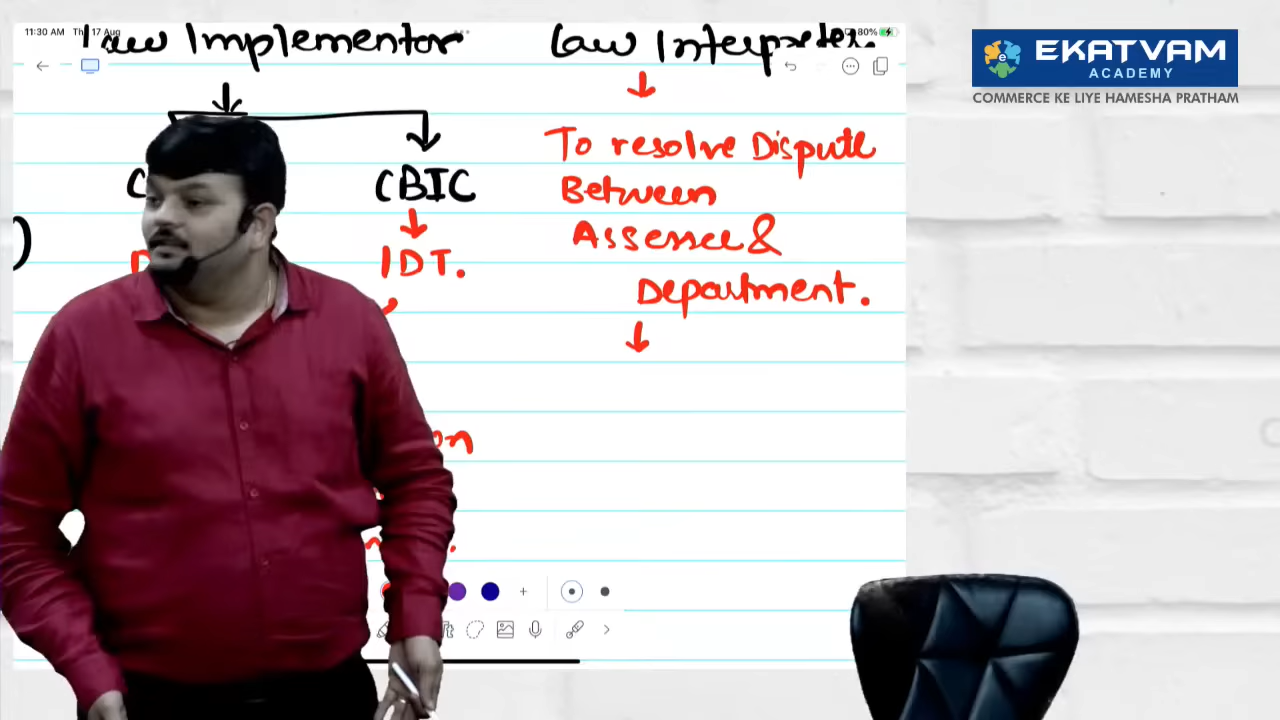 11:30 AM Thu 17 Aug
80%
Law Implementor
Law Interpreter.
CBIC
IDT.
To resolve Dispute
Between
Assessee &
Department.
EKATVAM
ACADEMY
COMMERCE KE LIYE HAMESHA PRATHAM